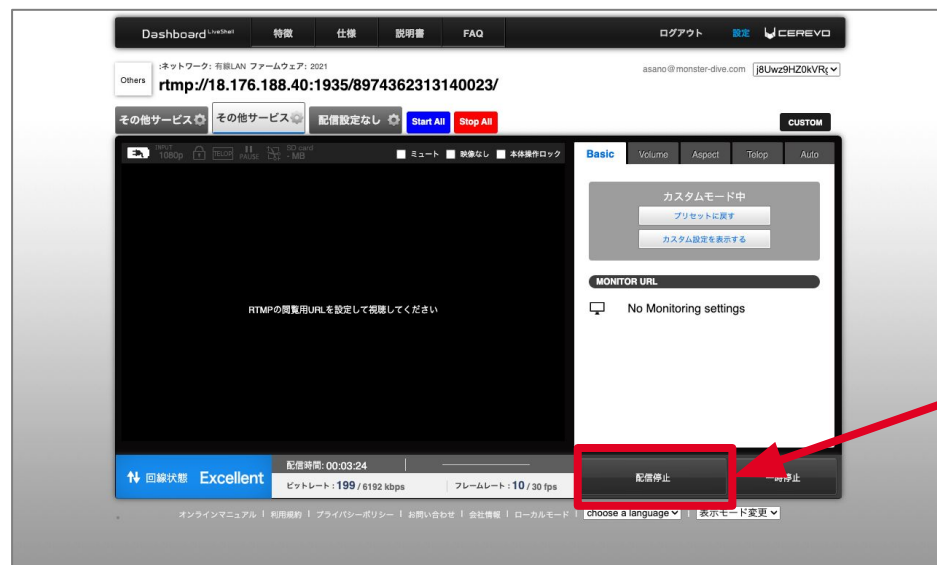 Dashboard LiveShell 特徴 仕様 説明書 FAQ ログアウト 設定 CEREVO
:ネットワーク: 有線LAN ファームウェア: 2021
Others rtmp://18.176.188.40:1935/8974362313140023/
asano@monster-dive.com j8Uwz9HZ0kVR
その他サービス その他サービス 配信設定なし Start All Stop All CUSTOM
INPUT 1080p TELOP PAUSE SD card - MB ミュート 映像なし 本体操作ロック
Basic Volume Aspect Telop Auto
カスタムモード中
プリセットに戻す
カスタム設定を表示する
MONITOR URL
No Monitoring settings
RTMPの閲覧用URLを設定して視聴してください
回線状態 Excellent
配信時間: 00:03:24
ビットレート : 199 / 6192 kbps フレームレート : 10 / 30 fps
配信停止 停止
オンラインマニュアル | 利用規約 | プライバシーポリシー | お問い合わせ | 会社情報 | ローカルモード | choose a language | 表示モード変更